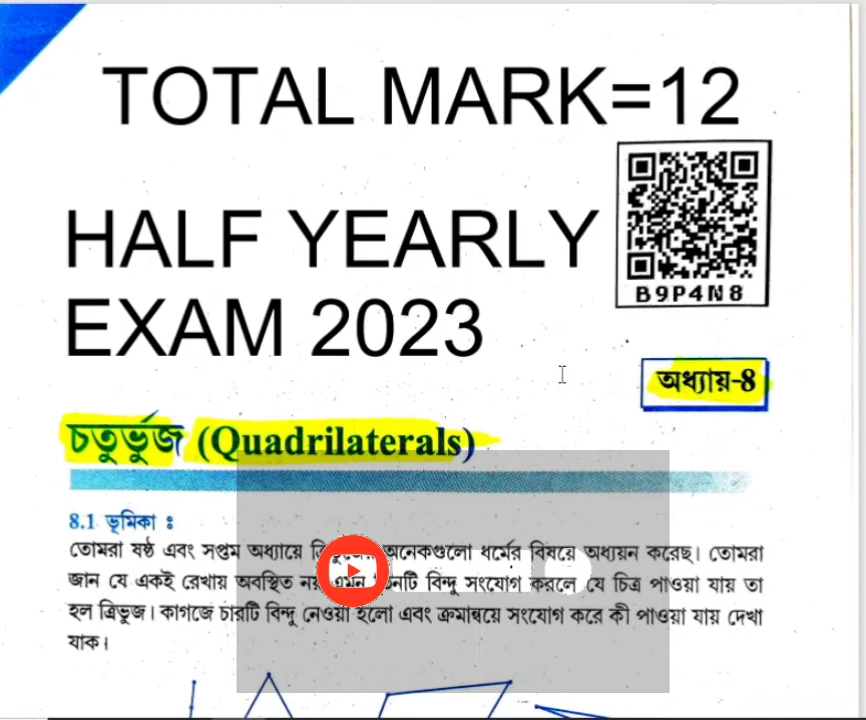 TOTAL MARK=12
HALF YEARLY
EXAM 2023
B9P4N8
অধ্যায়-8
চতুৰ্ভুজ (Quadrilaterals)
8.1 ভূমিকা ঃ
তোমরা ষষ্ঠ এবং সপ্তম অধ্যায়ে অনেকগুলো ধর্মের বিষয়ে অধ্যয়ন করেছ। তোমরা
জান যে একই রেখায় অবস্থিত নয় এমন তিনটি বিন্দু সংযোগ করলে যে চিত্র পাওয়া যায় তা
হল ত্রিভুজ। কাগজে চারটি বিন্দু নেওয়া হলো এবং ক্রমান্বয়ে সংযোগ করে কী পাওয়া যায় দেখা
যাক।